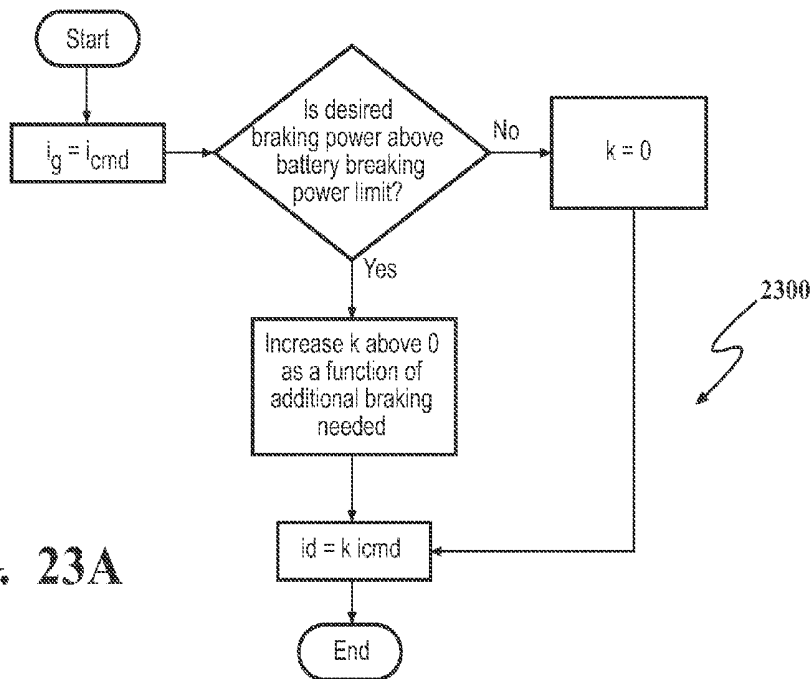 Start
i_g = i_cmd
Is desired
braking power above
battery breaking
power limit?
No
k = 0
Yes
2300
Increase k above 0
as a function of
additional braking
needed
id = k icmd
. 23A
End